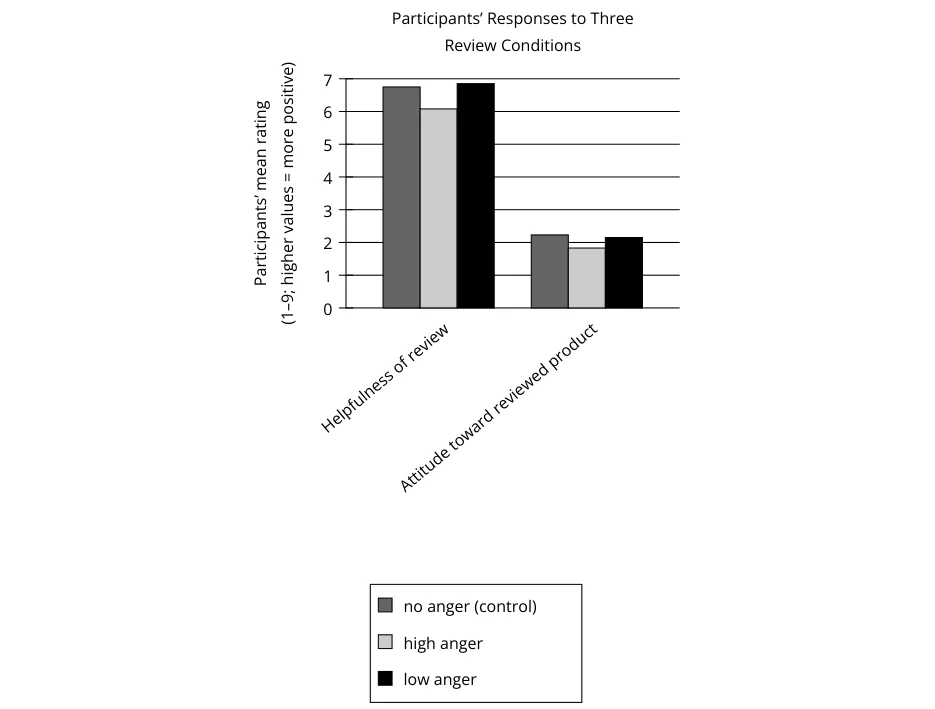 Participants’ Responses to Three
Review Conditions
Participants’ mean rating
(1–9; higher values = more positive)
7
6
5
4
3
2
1
0
Helpfulness of review
Attitude toward reviewed product
no anger (control)
high anger
low anger